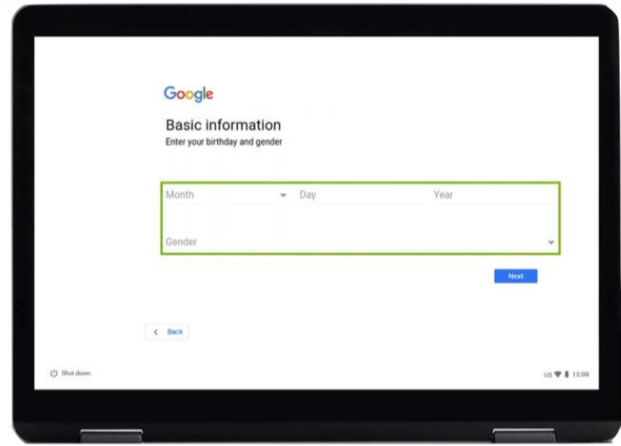 Google
Basic information
Enter your birthday and gender
Month Day Year
Gender
Next
Back
Shut down US 12:00